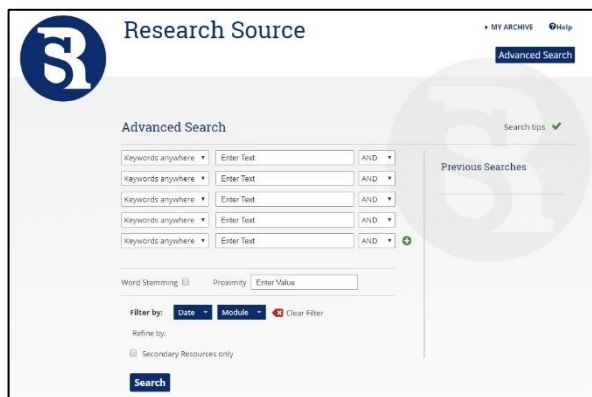 SR
Research Source
MY ARCHIVE Help
Advanced Search
Advanced Search
Search tips
Keywords anywhere Enter Text AND
Keywords anywhere Enter Text AND
Keywords anywhere Enter Text AND
Keywords anywhere Enter Text AND
Keywords anywhere Enter Text AND
Previous Searches
Word Stemming Proximity Enter Value
Filter by: Date Module Clear Filter
Refine by:
Secondary Resources only
Search